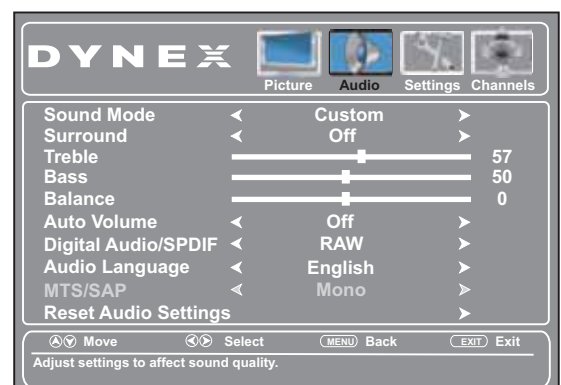 DYNEX
Picture Audio Settings Channels
Sound Mode Custom
Surround Off
Treble 57
Bass 50
Balance 0
Auto Volume Off
Digital Audio/SPDIF RAW
Audio Language English
MTS/SAP Mono
Reset Audio Settings
Move Select MENU Back EXIT Exit
Adjust settings to affect sound quality.